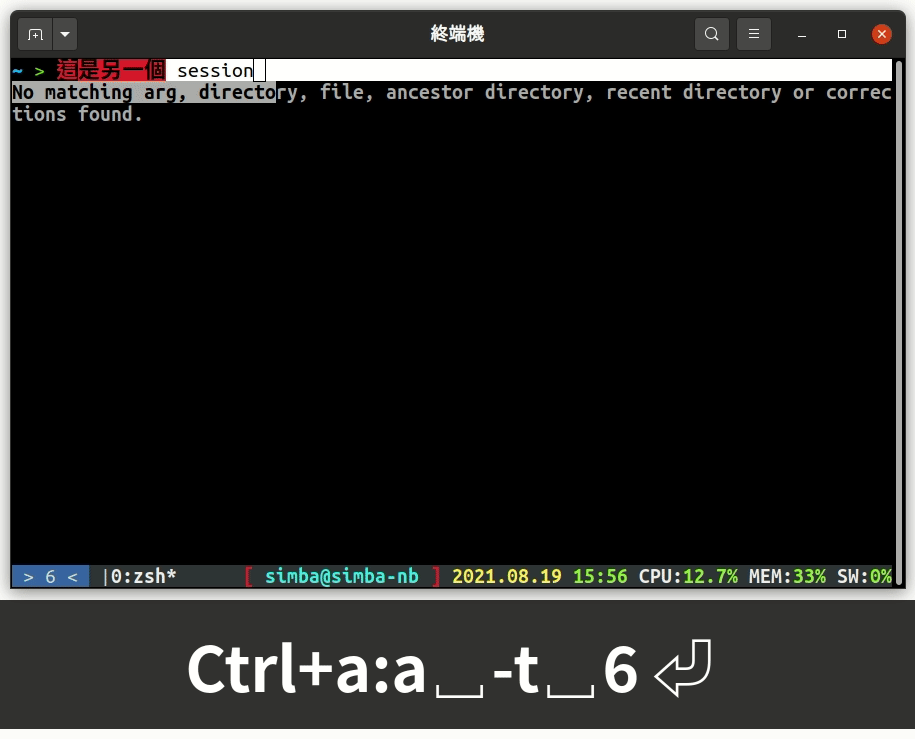 終端機
~ > 這是另一個 session
No matching arg, directory, file, ancestor directory, recent directory or correc
tions found.
> 6 < |0:zsh* [ simba@simba-nb ] 2021.08.19 15:56 CPU:12.7% MEM:33% SW:0%
Ctrl+a:a␣-t␣6⏎